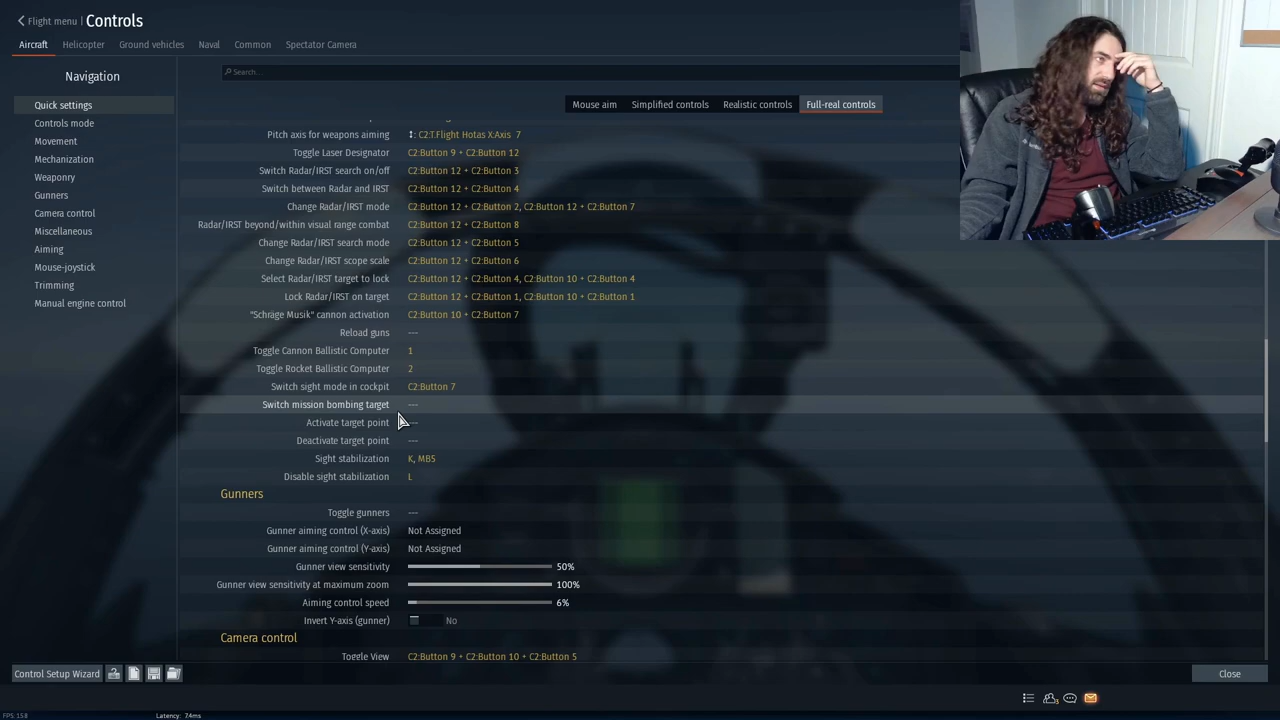 Flight menu | Controls
Aircraft Helicopter Ground vehicles Naval Common Spectator Camera
Navigation
Quick settings
Controls mode
Movement
Mechanization
Weaponry
Gunners
Camera control
Miscellaneous
Aiming
Mouse-joystick
Trimming
Manual engine control
Search...
Mouse aim Simplified controls Realistic controls Full-real controls
Pitch axis for weapons aiming : C2:T.Flight Hotas X:Axis 7
Toggle Laser Designator C2:Button 9 + C2:Button 12
Switch Radar/IRST search on/off C2:Button 12 + C2:Button 3
Switch between Radar and IRST C2:Button 12 + C2:Button 4
Change Radar/IRST mode C2:Button 12 + C2:Button 2, C2:Button 12 + C2:Button 7
Radar/IRST beyond/within visual range combat C2:Button 12 + C2:Button 8
Change Radar/IRST search mode C2:Button 12 + C2:Button 5
Change Radar/IRST scope scale C2:Button 12 + C2:Button 6
Select Radar/IRST target to lock C2:Button 12 + C2:Button 4, C2:Button 10 + C2:Button 4
Lock Radar/IRST on target C2:Button 12 + C2:Button 1, C2:Button 10 + C2:Button 1
"Schräge Musik" cannon activation C2:Button 10 + C2:Button 7
Reload guns ---
Toggle Cannon Ballistic Computer 1
Toggle Rocket Ballistic Computer 2
Switch sight mode in cockpit C2:Button 7
Switch mission bombing target ---
Activate target point ---
Deactivate target point ---
Sight stabilization K, MB5
Disable sight stabilization L
Gunners
Toggle gunners ---
Gunner aiming control (X-axis) Not Assigned
Gunner aiming control (Y-axis) Not Assigned
Gunner view sensitivity 50%
Gunner view sensitivity at maximum zoom 100%
Aiming control speed 6%
Invert Y-axis (gunner) No
Camera control
Toggle View C2:Button 9 + C2:Button 10 + C2:Button 5
Control Setup Wizard Close
FPS: 158 Latency: 74ms